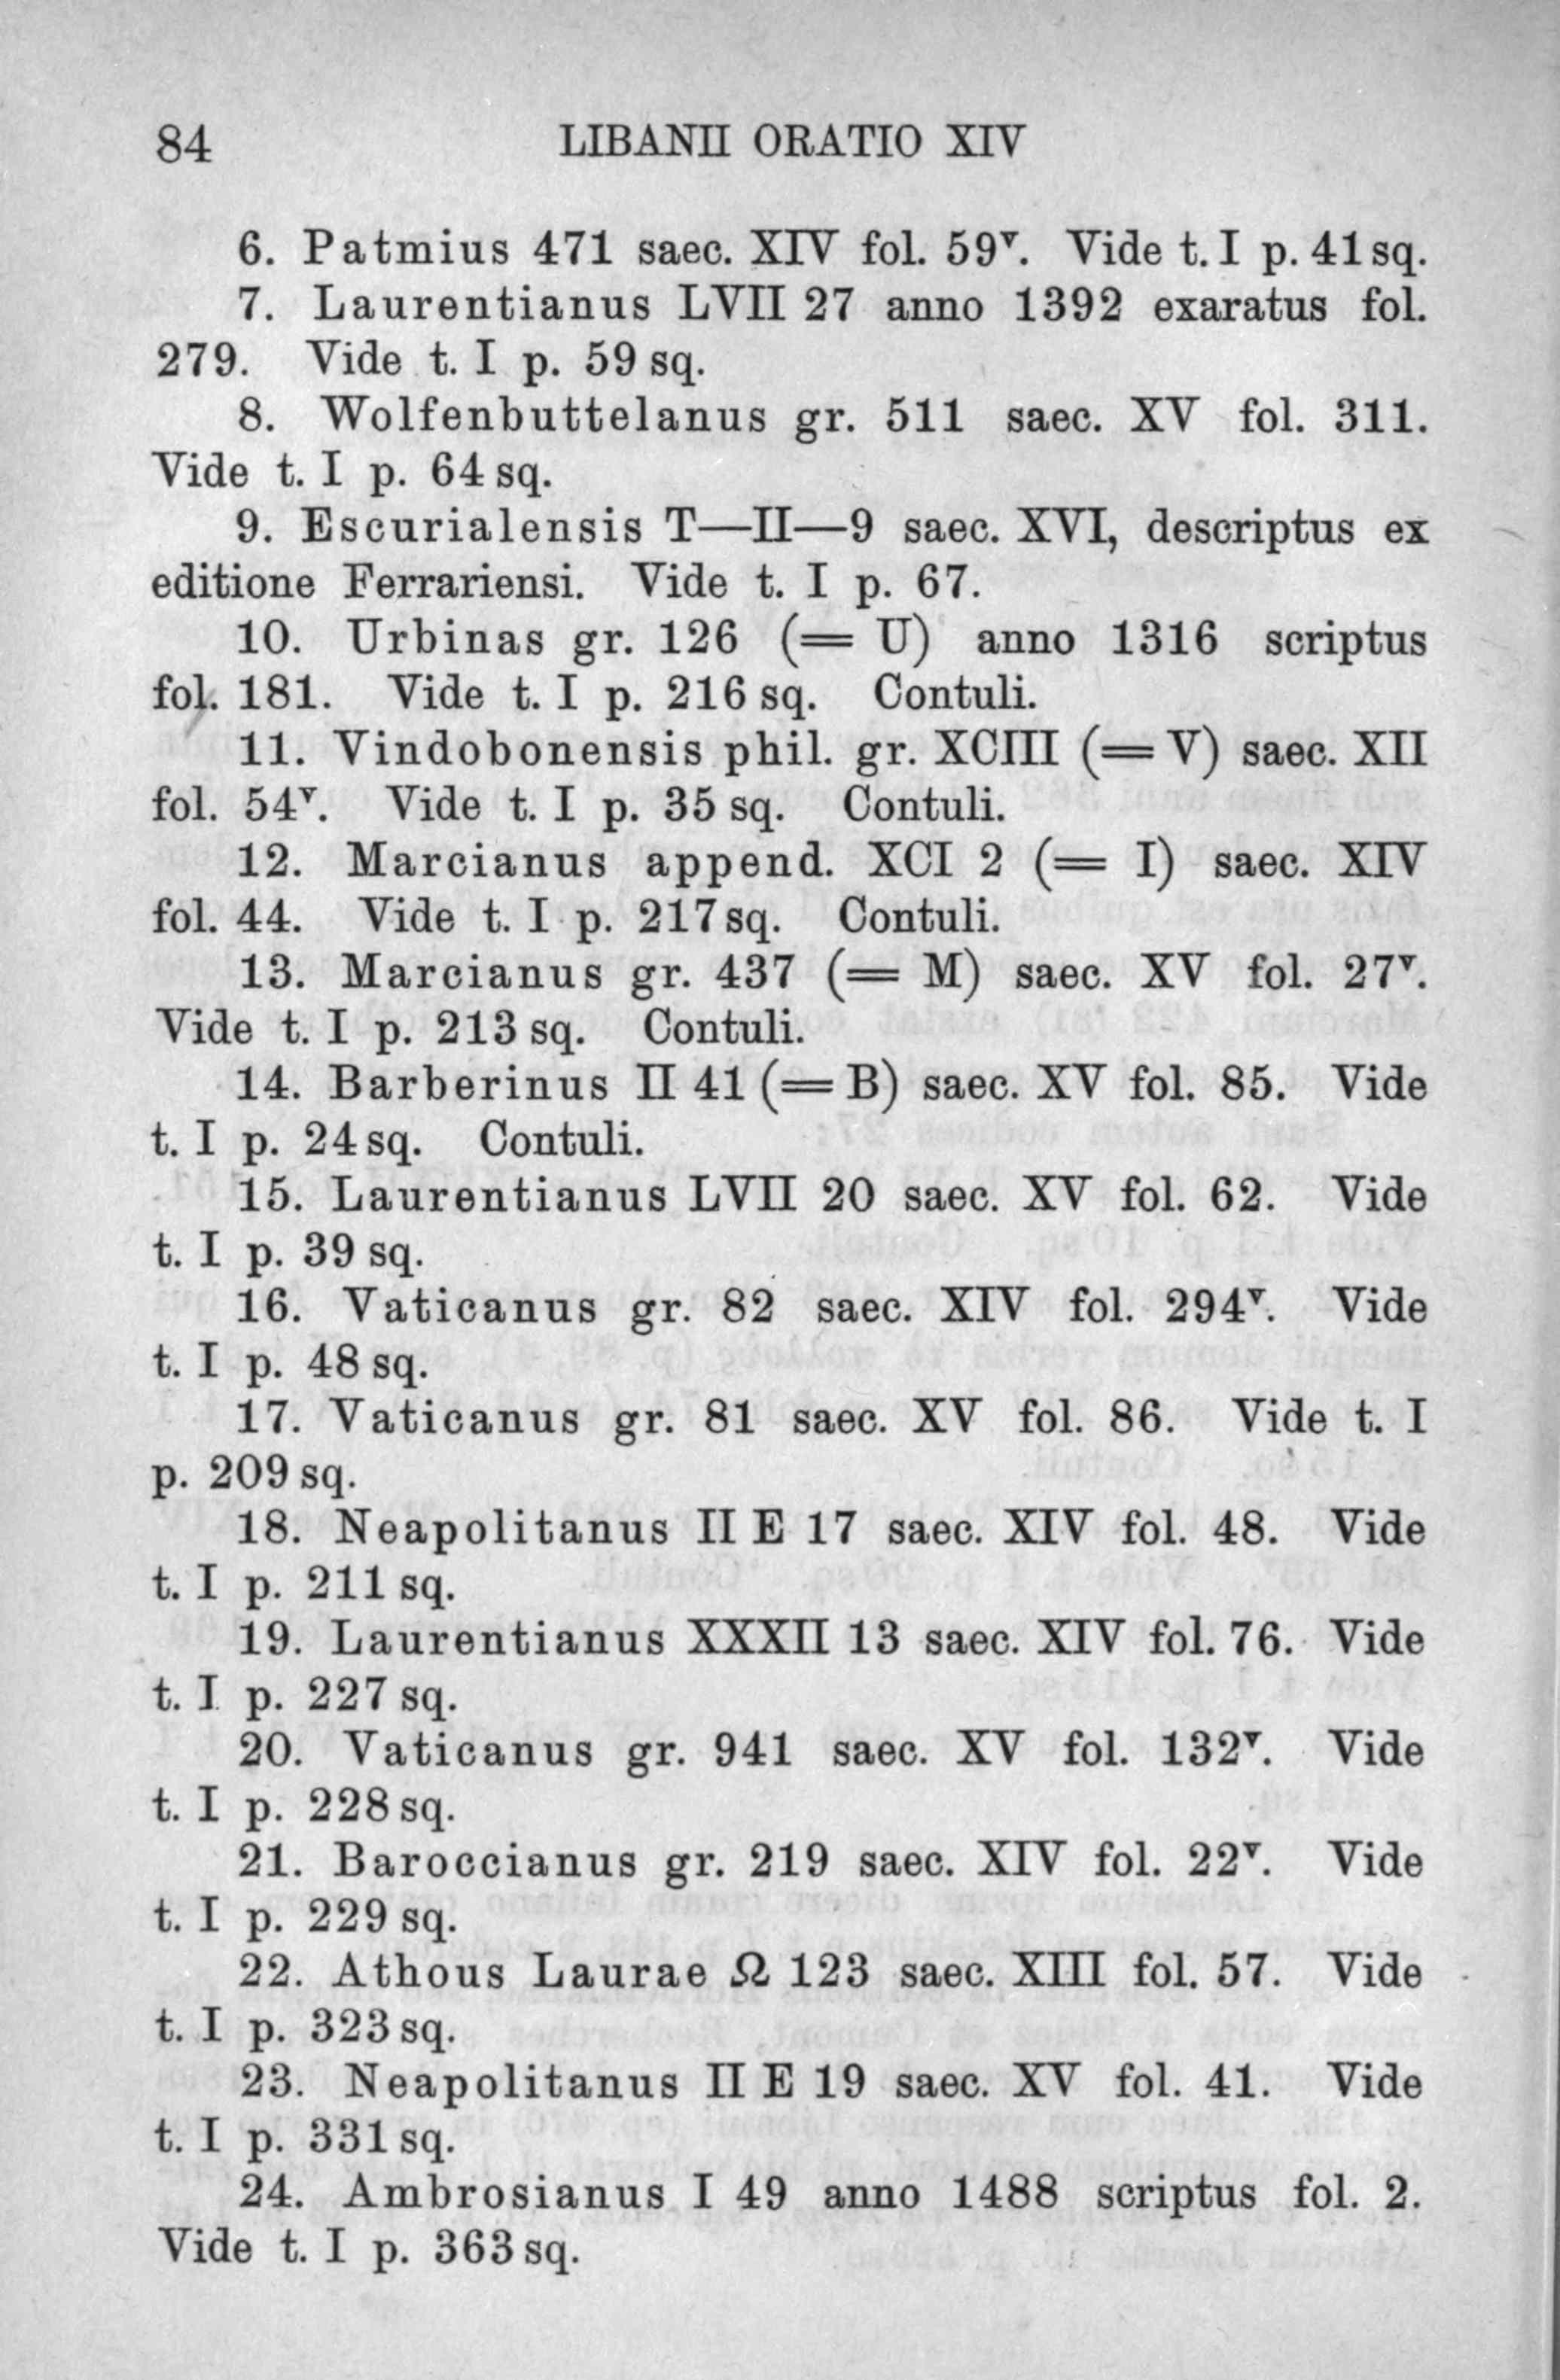 84 LIBANII ORATIO XIV
6. Patmius 471 saec. XIV fol. 59ᵛ. Vide t. I p. 41 sq.
7. Laurentianus LVII 27 anno 1392 exaratus fol.
279. Vide t. I p. 59 sq.
8. Wolfenbuttelanus gr. 511 saec. XV fol. 311.
Vide t. I p. 64 sq.
9. Escurialensis T—II—9 saec. XVI, descriptus ex
editione Ferrariensi. Vide t. I p. 67.
10. Urbinas gr. 126 (= U) anno 1316 scriptus
fol. 181. Vide t. I p. 216 sq. Contuli.
11. Vindobonensis phil. gr. XCIII (= V) saec. XII
fol. 54ᵛ. Vide t. I p. 35 sq. Contuli.
12. Marcianus append. XCI 2 (= I) saec. XIV
fol. 44. Vide t. I p. 217 sq. Contuli.
13. Marcianus gr. 437 (= M) saec. XV fol. 27ᵛ.
Vide t. I p. 213 sq. Contuli.
14. Barberinus II 41 (= B) saec. XV fol. 85. Vide
t. I p. 24 sq. Contuli.
15. Laurentianus LVII 20 saec. XV fol. 62. Vide
t. I p. 39 sq.
16. Vaticanus gr. 82 saec. XIV fol. 294ᵛ. Vide
t. I p. 48 sq.
17. Vaticanus gr. 81 saec. XV fol. 86. Vide t. I
p. 209 sq.
18. Neapolitanus II E 17 saec. XIV fol. 48. Vide
t. I p. 211 sq.
19. Laurentianus XXXII 13 saec. XIV fol. 76. Vide
t. I p. 227 sq.
20. Vaticanus gr. 941 saec. XV fol. 132ᵛ. Vide
t. I p. 228 sq.
21. Baroccianus gr. 219 saec. XIV fol. 22ᵛ. Vide
t. I p. 229 sq.
22. Athous Laurae Ω 123 saec. XIII fol. 57. Vide
t. I p. 323 sq.
23. Neapolitanus II E 19 saec. XV fol. 41. Vide
t. I p. 331 sq.
24. Ambrosianus I 49 anno 1488 scriptus fol. 2.
Vide t. I p. 363 sq.